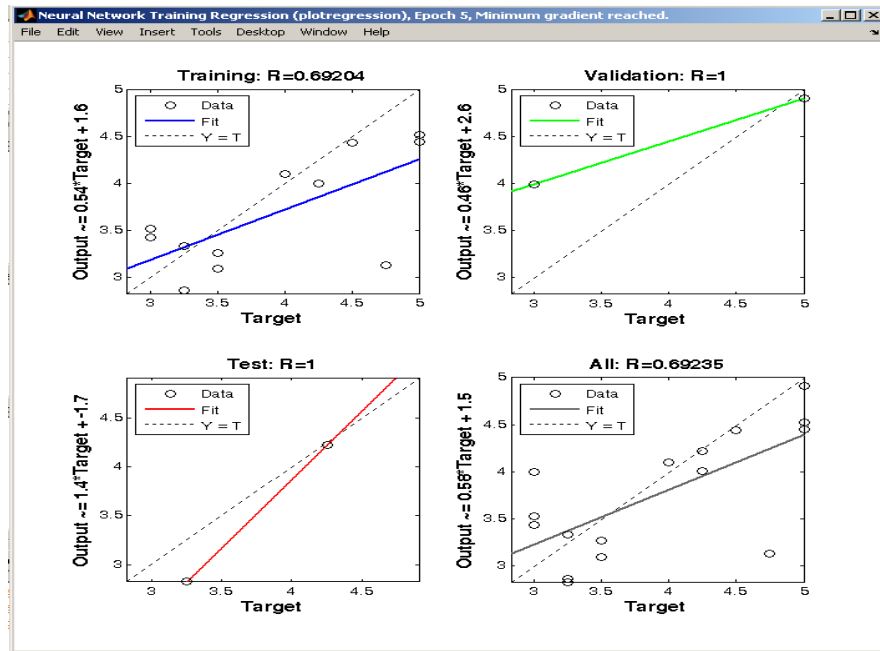 Neural Network Training Regression (plotregression), Epoch 5, Minimum gradient reached.
File Edit View Insert Tools Desktop Window Help
Training: R=0.69204
Output ~= 0.54*Target + 1.6
5
4.5
4
3.5
3
Data
Fit
Y = T
3 3.5 4 4.5 5
Target
Validation: R=1
Output ~= 0.46*Target + 2.6
5
4.5
4
3.5
3
Data
Fit
Y = T
3 3.5 4 4.5 5
Target
Test: R=1
Output ~= 1.4*Target + -1.7
4.5
4
3.5
3
Data
Fit
Y = T
3 3.5 4 4.5
Target
All: R=0.69235
Output ~= 0.58*Target + 1.5
5
4.5
4
3.5
3
Data
Fit
Y = T
3 3.5 4 4.5 5
Target